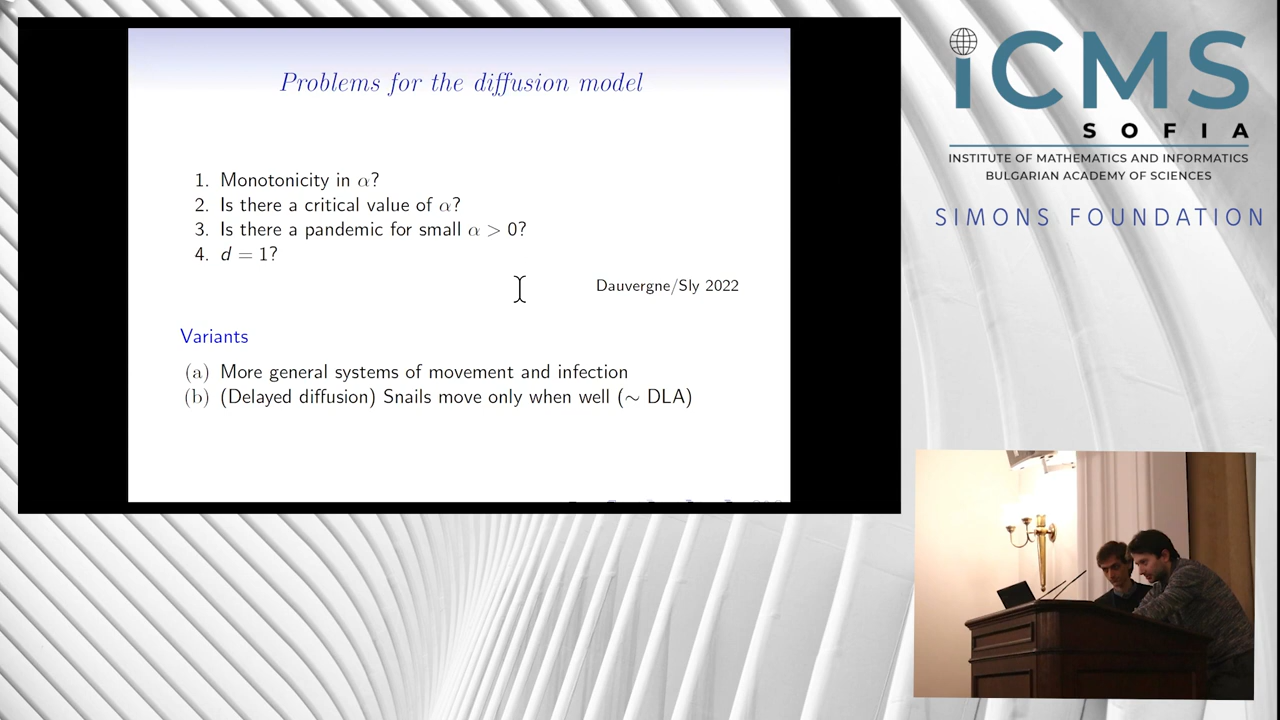 Problems for the diffusion model
1. Monotonicity in α?
2. Is there a critical value of α?
3. Is there a pandemic for small α > 0?
4. d = 1?
Dauvergne/Sly 2022
Variants
(a) More general systems of movement and infection
(b) (Delayed diffusion) Snails move only when well (∼ DLA)
iCMS
SOFIA
INSTITUTE OF MATHEMATICS AND INFORMATICS
BULGARIAN ACADEMY OF SCIENCES
SIMONS FOUNDATION